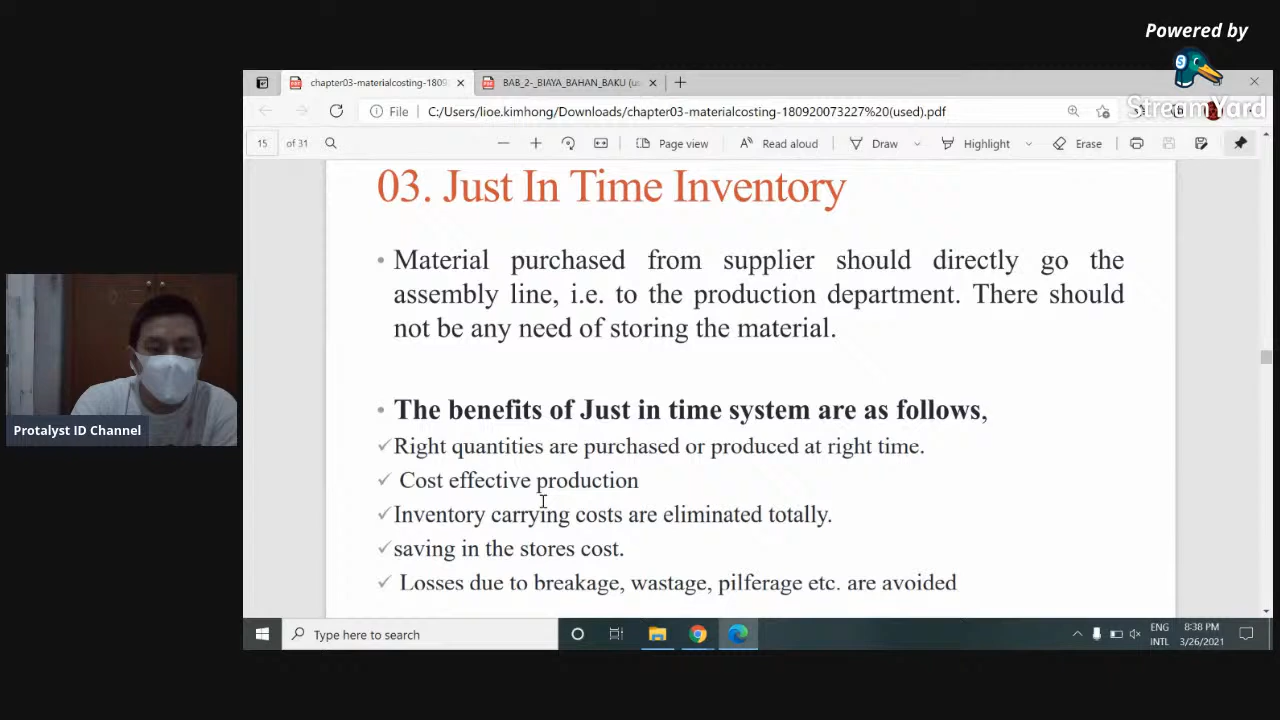 Powered by
StreamYard
chapter03-materialcosting-1809
BAB_2-_BIAYA_BAHAN_BAKU (u
File
C:/Users/lioe.kimhong/Downloads/chapter03-materialcosting-180920073227%20(used).pdf
15 of 31
Page view
Read aloud
Draw
Highlight
Erase
03. Just In Time Inventory
• Material purchased from supplier should directly go the
assembly line, i.e. to the production department. There should
not be any need of storing the material.
• The benefits of Just in time system are as follows,
✓Right quantities are purchased or produced at right time.
✓ Cost effective production
✓Inventory carrying costs are eliminated totally.
✓saving in the stores cost.
✓ Losses due to breakage, wastage, pilferage etc. are avoided
Protalyst ID Channel
Type here to search
ENG
INTL
8:38 PM
3/26/2021